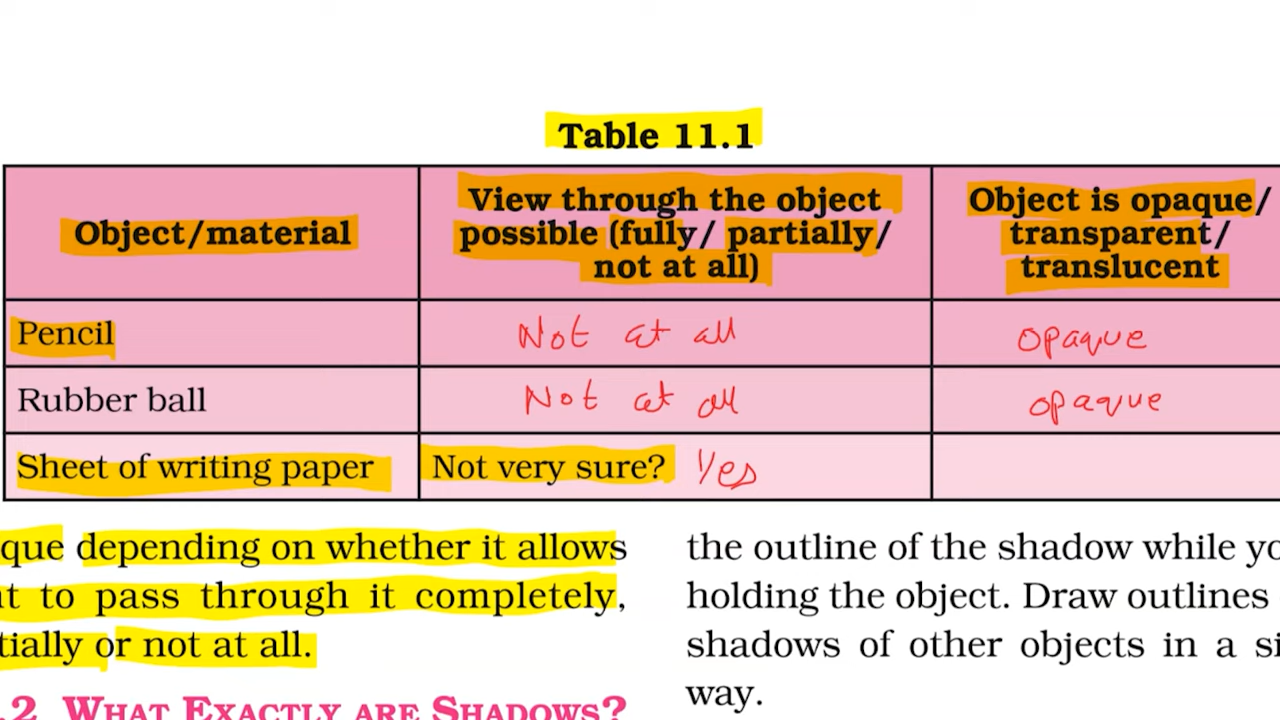 Table 11.1
Object/material
View through the object
possible (fully/ partially/
not at all)
Object is opaque/
transparent/
translucent
Pencil Not at all opaque
Rubber ball Not at all opaque
Sheet of writing paper Not very sure? Yes
que depending on whether it allows
t to pass through it completely,
tially or not at all.
.2 WHAT EXACTLY ARE SHADOWS?
the outline of the shadow while yo
holding the object. Draw outlines
shadows of other objects in a si
way.